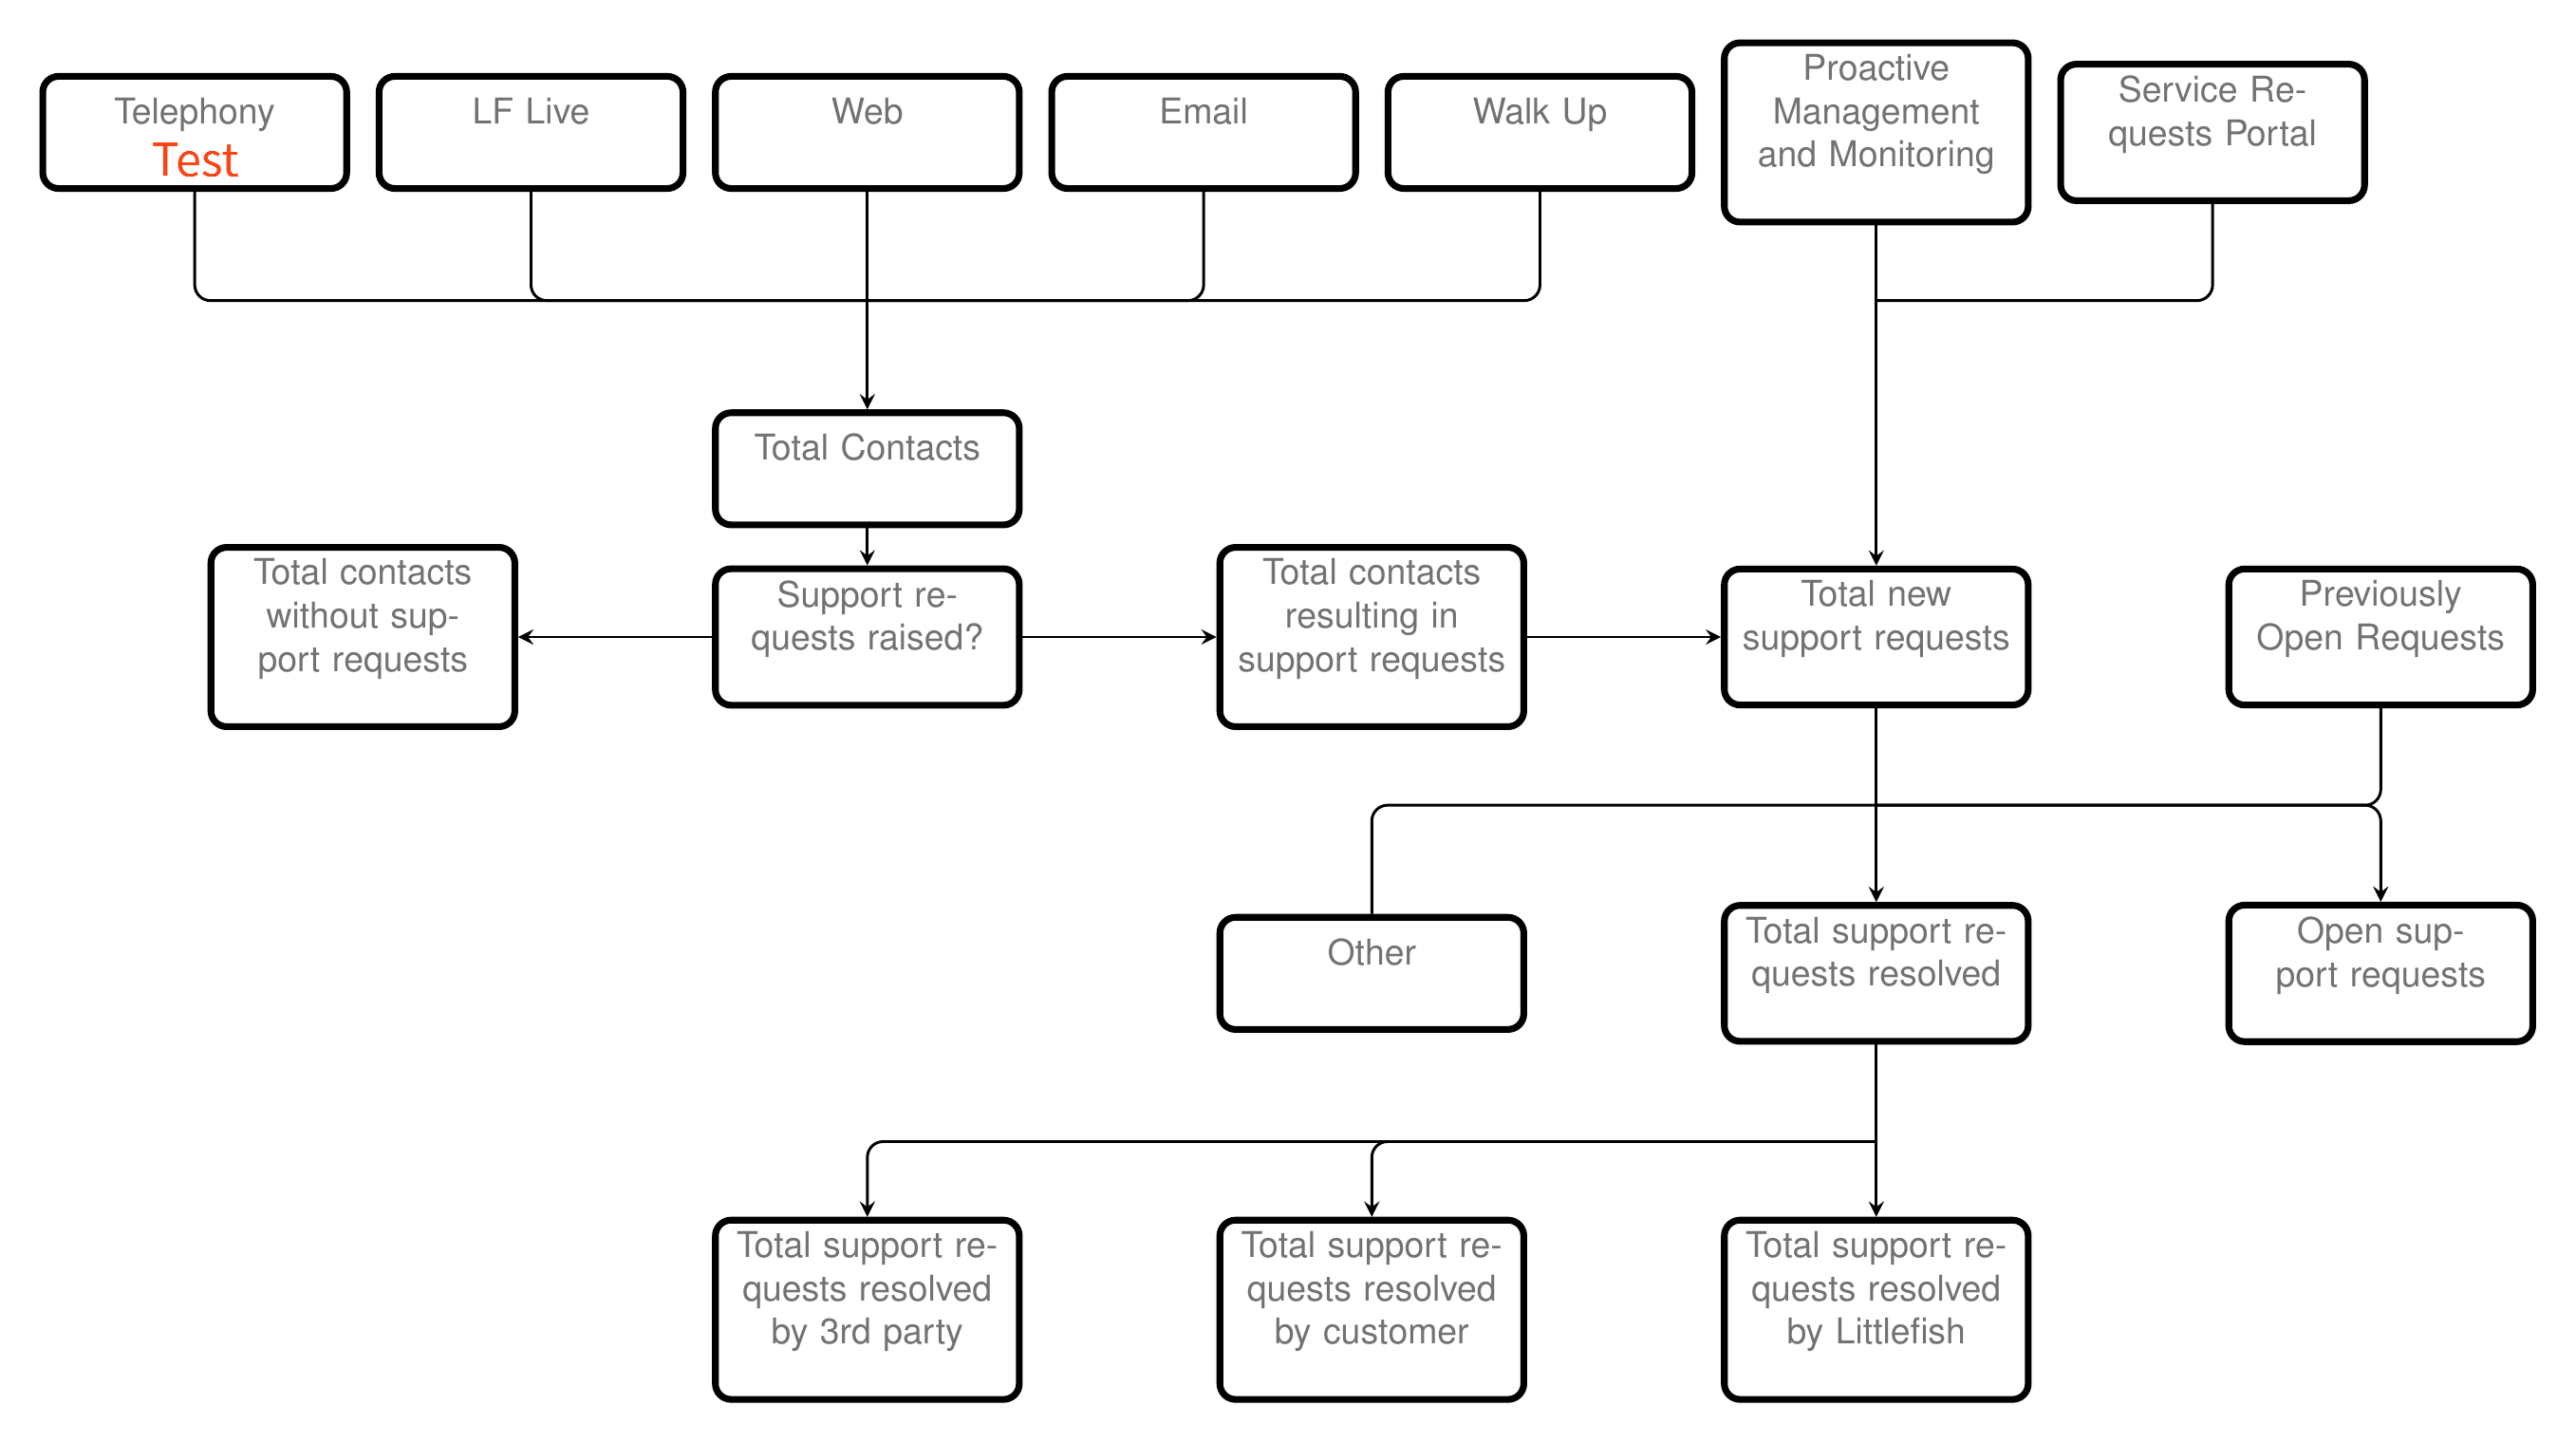 Telephony
Test
LF Live
Web
Email
Walk Up
Proactive
Management
and Monitoring
Service Re-
quests Portal
Total Contacts
Total contacts
without sup-
port requests
Support re-
quests raised?
Total contacts
resulting in
support requests
Total new
support requests
Previously
Open Requests
Other
Total support re-
quests resolved
Open sup-
port requests
Total support re-
quests resolved
by 3rd party
Total support re-
quests resolved
by customer
Total support re-
quests resolved
by Littlefish